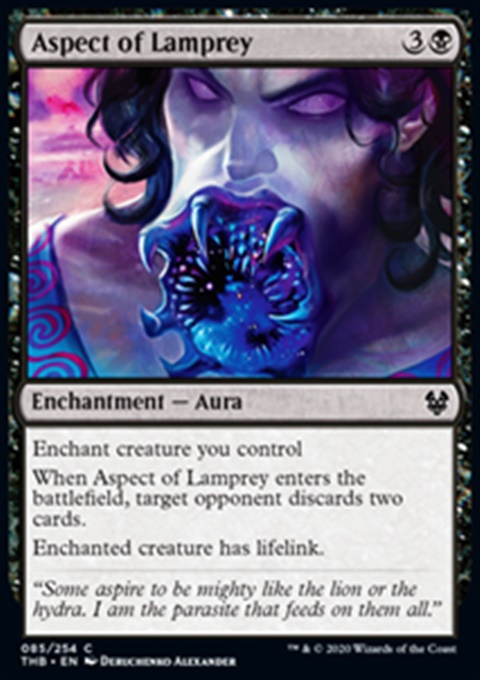 Aspect of Lamprey 3
Enchantment — Aura
Enchant creature you control
When Aspect of Lamprey enters the
battlefield, target opponent discards two
cards.
Enchanted creature has lifelink.
“Some aspire to be mighty like the lion or the
hydra. I am the parasite that feeds on them all.”
085/254 C
THB • EN Deruchenko Alexander
™ & © 2020 Wizards of the Coast